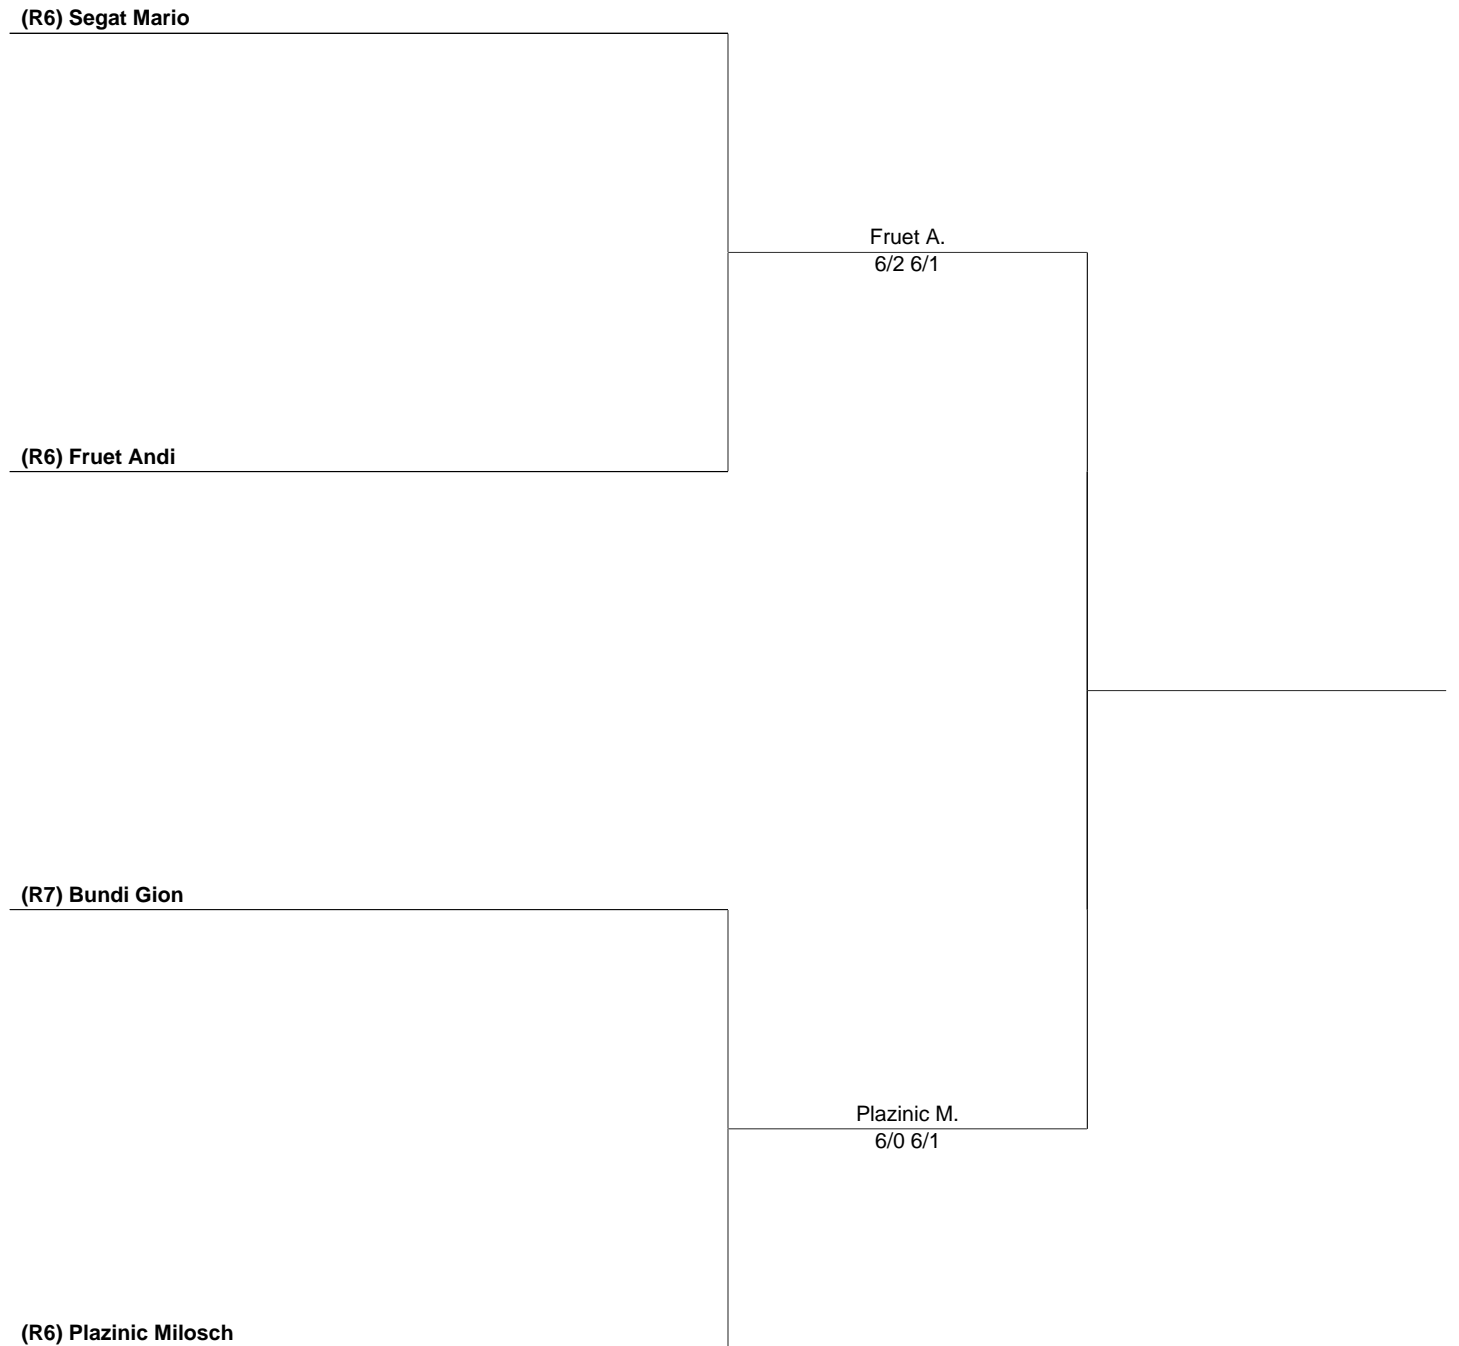 (R6) Segat Mario
Fruet A.
6/2 6/1
(R6) Fruet Andi
(R7) Bundi Gion
Plazinic M.
6/0 6/1
(R6) Plazinic Milosch